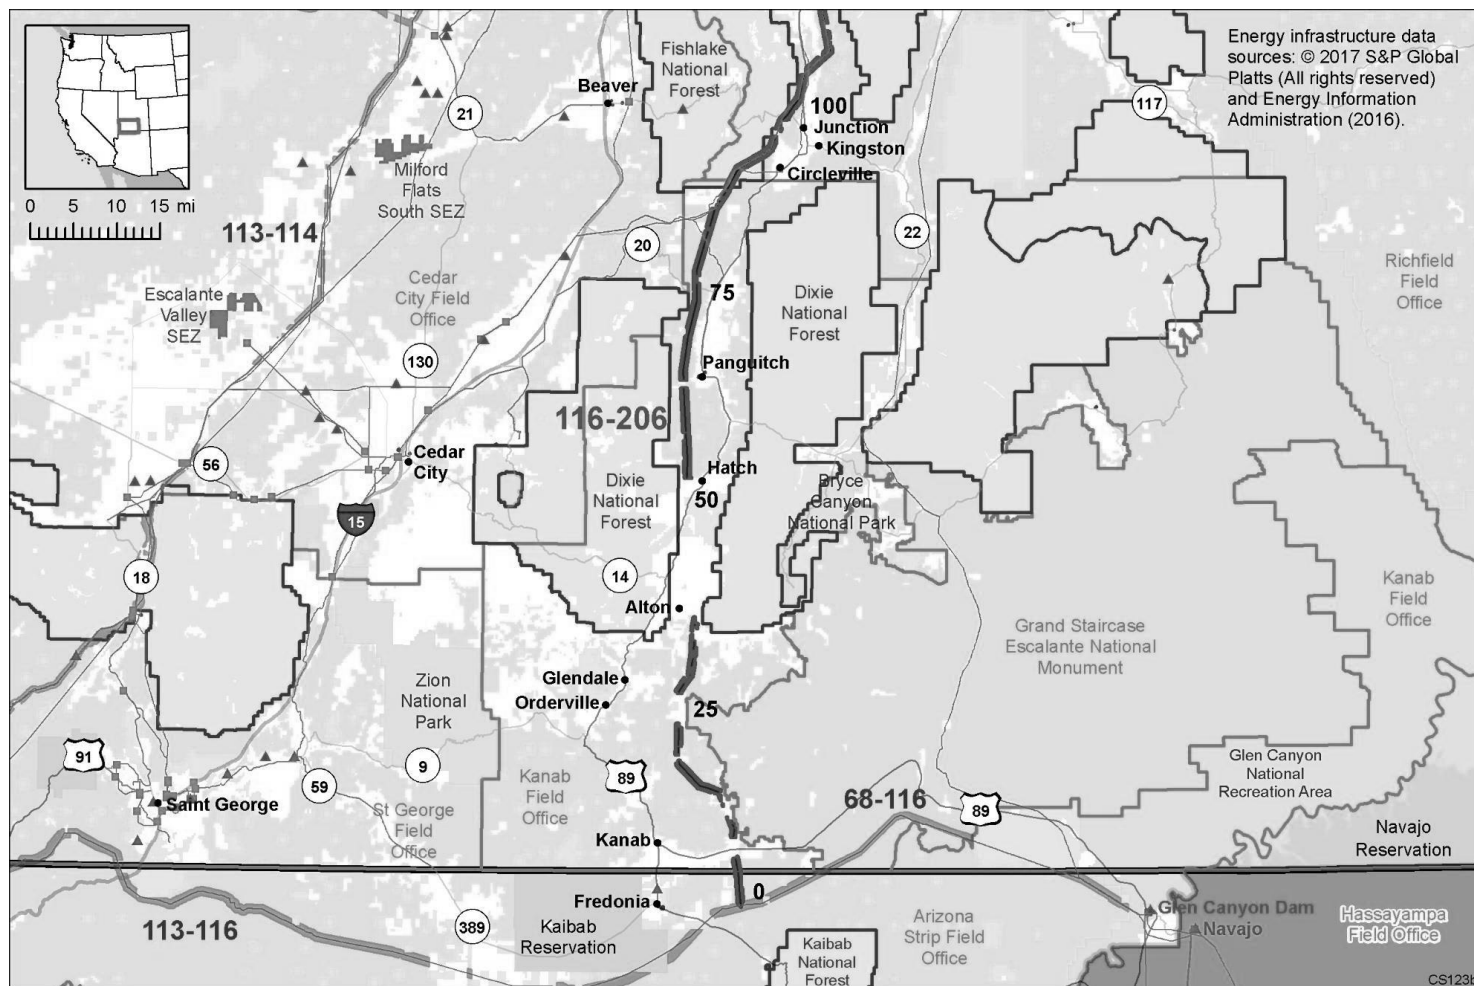 Energy infrastructure data
sources: © 2017 S&P Global
Platts (All rights reserved)
and Energy Information
Administration (2016).
Fishlake
National
Forest
Beaver
100
117
21
Junction
Kingston
Circleville
Milford
Flats
South SEZ
0 5 10 15 mi
113-114
20
22
Cedar
City Field
Office
Richfield
Field
Office
Escalante
Valley
SEZ
75
Dixie
National
Forest
130
Panguitch
116-206
56
Cedar
City
Hatch
50
Dixie
National
Forest
Bryce
Canyon
National Park
15
18
14
Alton
Kanab
Field
Office
Grand Staircase
Escalante National
Monument
Zion
National
Park
Glendale
Orderville
25
91
9
59
89
Kanab
Field
Office
68-116
89
Glen Canyon
National
Recreation Area
Saint George
St George
Field
Office
Kanab
Navajo
Reservation
0
Fredonia
113-116
389
Kaibab
Reservation
Arizona
Strip Field
Office
Kaibab
National
Forest
Glen Canyon Dam
Navajo
Hassayampa
Field Office
CS123b